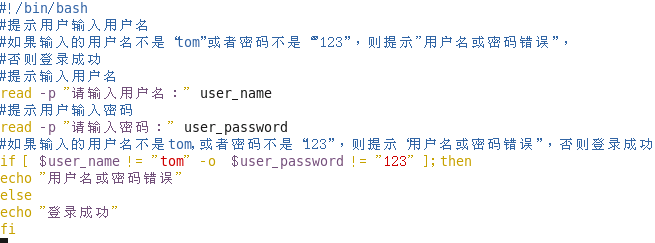 #!/bin/bash
#提示用户输入用户名
#如果输入的用户名不是“tom”或者密码不是“”123”，则提示”用户名或密码错误”，
#否则登录成功
#提示输入用户名
read -p "请输入用户名：" user_name
#提示用户输入密码
read -p "请输入密码：" user_password
#如果输入的用户名不是tom,或者密码不是“123”，则提示“用户名或密码错误”，否则登录成功
if [ $user_name != "tom" -o  $user_password != "123" ];then
echo "用户名或密码错误"
else
echo "登录成功"
fi